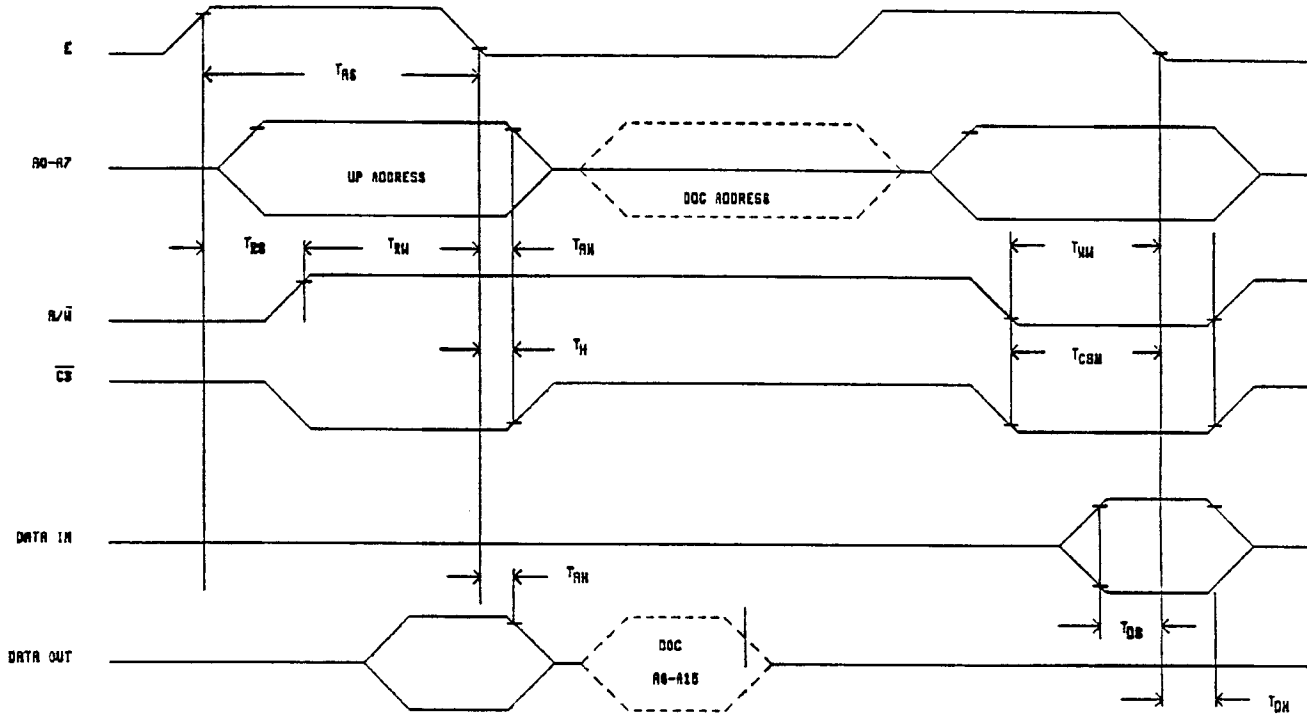 E
T_AS
A0-A7
UP ADDRESS
DOC ADDRESS
T_RS
T_RW
T_AH
T_WW
R/W̅
T_H
T_CSW
C̅S̅
DATA IN
T_RH
T_DS
DATA OUT
DOC
A8-A15
T_DH